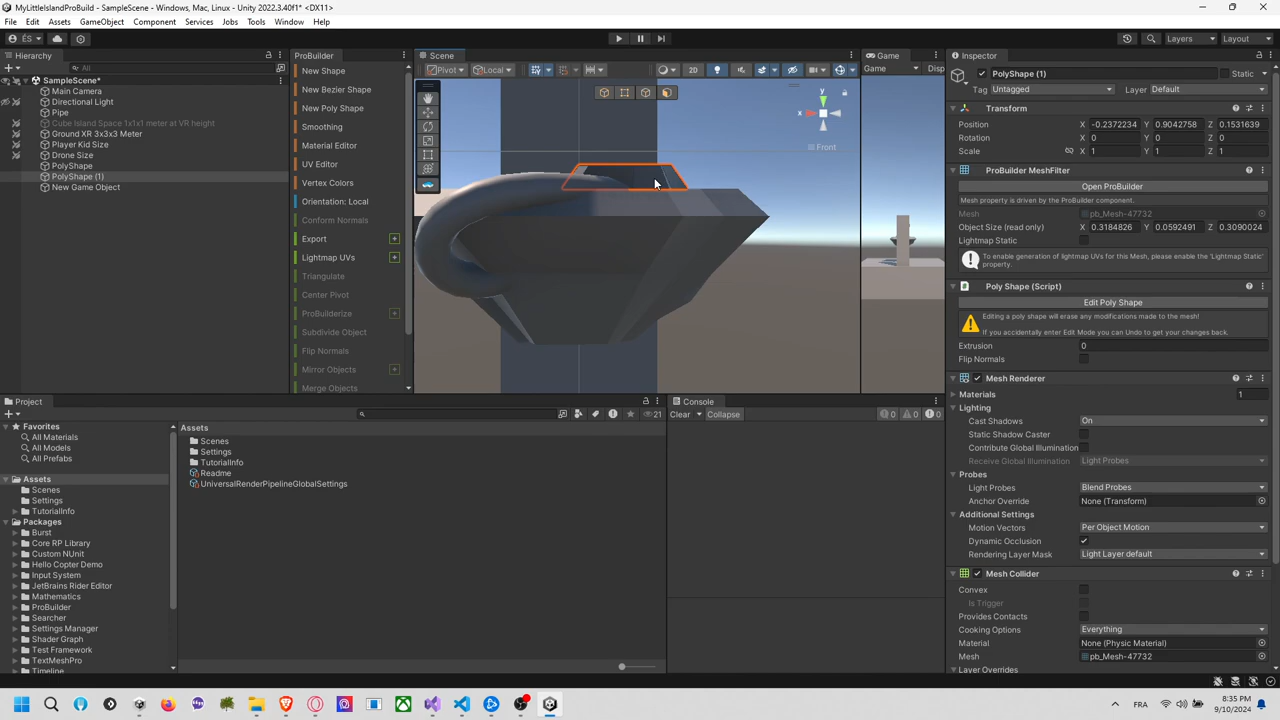 MyLittleIslandProBuild - SampleScene - Windows, Mac, Linux - Unity 2022.3.40f1* <DX11>
File Edit Assets GameObject Component Services Jobs Tools Window Help
ÉS
Layers
Layout
Hierarchy
All
SampleScene*
Main Camera
Directional Light
Pipe
Cube Island Space 1x1x1 meter at VR height
Ground XR 3x3x3 Meter
Player Kid Size
Drone Size
PolyShape
PolyShape (1)
New Game Object
ProBuilder
New Shape
New Bezier Shape
New Poly Shape
Smoothing
Material Editor
UV Editor
Vertex Colors
Orientation: Local
Conform Normals
Export
Lightmap UVs
Triangulate
Center Pivot
ProBuilderize
Subdivide Object
Flip Normals
Mirror Objects
Merge Objects
Scene
Pivot
Local
2D
y
x
Front
Game
Game
Disp
Inspector
PolyShape (1)
Static
Tag Untagged
Layer Default
Transform
Position X -0.2372234 Y 0.9042758 Z 0.1531639
Rotation X 0 Y 0 Z 0
Scale X 1 Y 1 Z 1
ProBuilder MeshFilter
Open ProBuilder
Mesh property is driven by the ProBuilder component.
Mesh pb_Mesh-47732
Object Size (read only) X 0.3184826 Y 0.0592491 Z 0.3090024
Lightmap Static
To enable generation of lightmap UVs for this Mesh, please enable the 'Lightmap Static'
property.
Poly Shape (Script)
Edit Poly Shape
Editing a poly shape will erase any modifications made to the mesh!
If you accidentally enter Edit Mode you can Undo to get your changes back.
Extrusion 0
Flip Normals
Mesh Renderer
Materials 1
Lighting
Cast Shadows On
Static Shadow Caster
Contribute Global Illumination
Receive Global Illumination Light Probes
Probes
Light Probes Blend Probes
Anchor Override None (Transform)
Additional Settings
Motion Vectors Per Object Motion
Dynamic Occlusion
Rendering Layer Mask Light Layer default
Mesh Collider
Convex
Is Trigger
Provides Contacts
Cooking Options Everything
Material None (Physic Material)
Mesh pb_Mesh-47732
Layer Overrides
Project
21
Favorites
All Materials
All Models
All Prefabs
Assets
Scenes
Settings
TutorialInfo
Packages
Burst
Core RP Library
Custom NUnit
Hello Copter Demo
Input System
JetBrains Rider Editor
Mathematics
ProBuilder
Searcher
Settings Manager
Shader Graph
Test Framework
TextMeshPro
Timeline
Assets
Scenes
Settings
TutorialInfo
Readme
UniversalRenderPipelineGlobalSettings
Console
Clear
Collapse
0
0
0
FRA
8:35 PM
9/10/2024